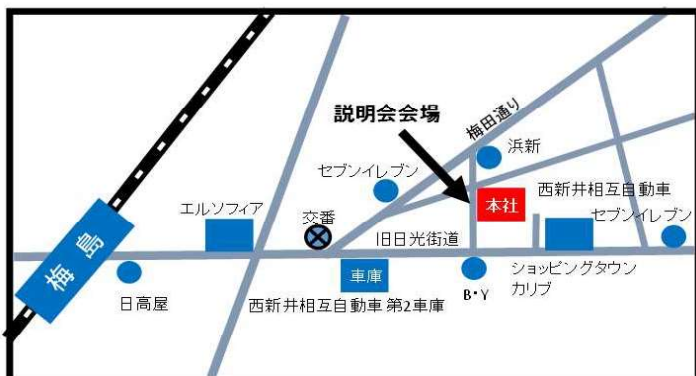 説明会会場
梅田通り
浜新
セブンイレブン
本社
西新井相互自動車
エルソフィア
交番
旧日光街道
セブンイレブン
梅島
車庫
ショッピングタウン
カリブ
日高屋
西新井相互自動車 第2車庫
B・Y